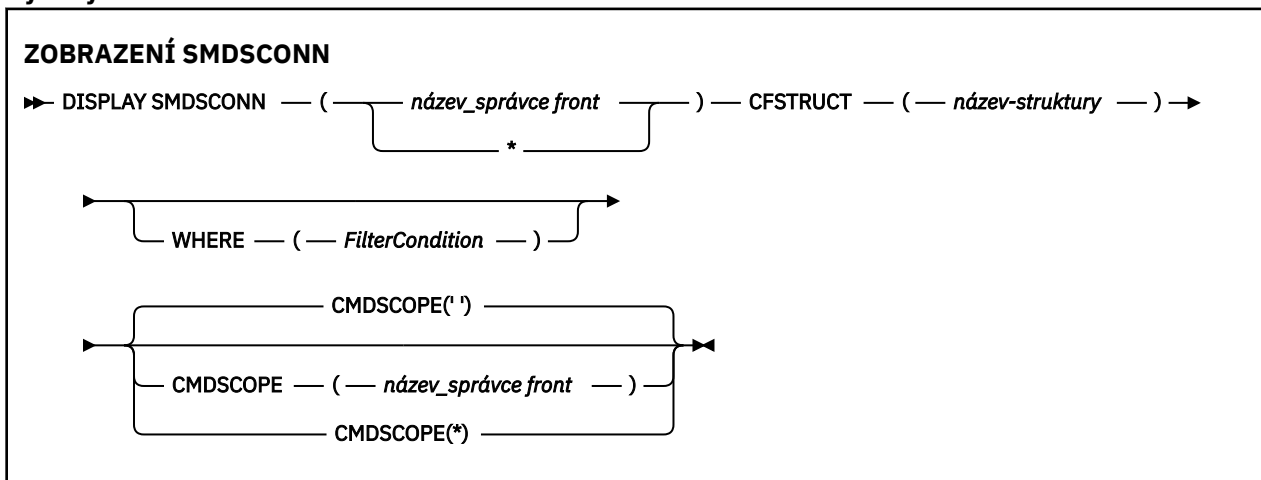 ZOBRAZENÍ SMDSCONN
DISPLAY SMDSCONN ( název_správce front ) CFSTRUCT ( název-struktury )
*
WHERE ( FilterCondition )
CMDSCOPE(' ')
CMDSCOPE ( název_správce front )
CMDSCOPE(*)